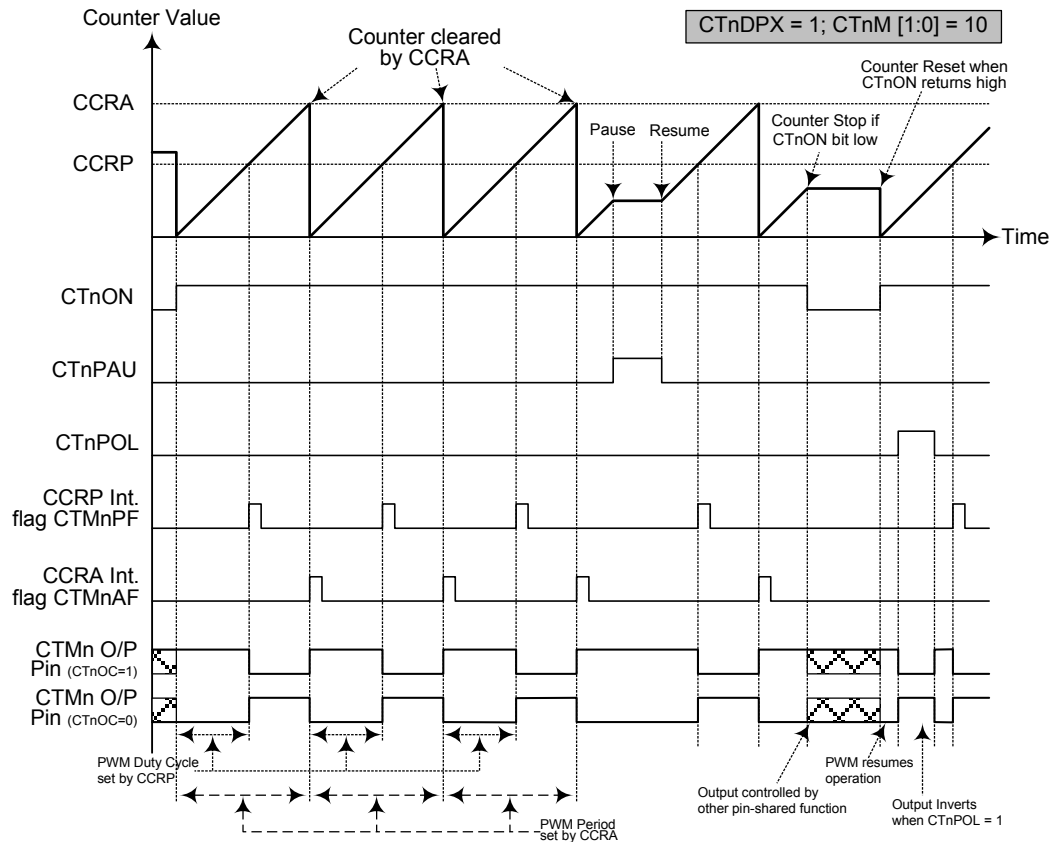 Counter Value
CTnDPX = 1; CTnM [1:0] = 10
Counter cleared
by CCRA
Counter Reset when
CTnON returns high
CCRA
Pause
Resume
Counter Stop if
CTnON bit low
CCRP
Time
CTnON
CTnPAU
CTnPOL
CCRP Int.
flag CTMnPF
CCRA Int.
flag CTMnAF
CTMn O/P
Pin (CTnOC=1)
CTMn O/P
Pin (CTnOC=0)
PWM Duty Cycle
set by CCRP
PWM resumes
operation
Output controlled by
other pin-shared function
Output Inverts
when CTnPOL = 1
PWM Period
set by CCRA